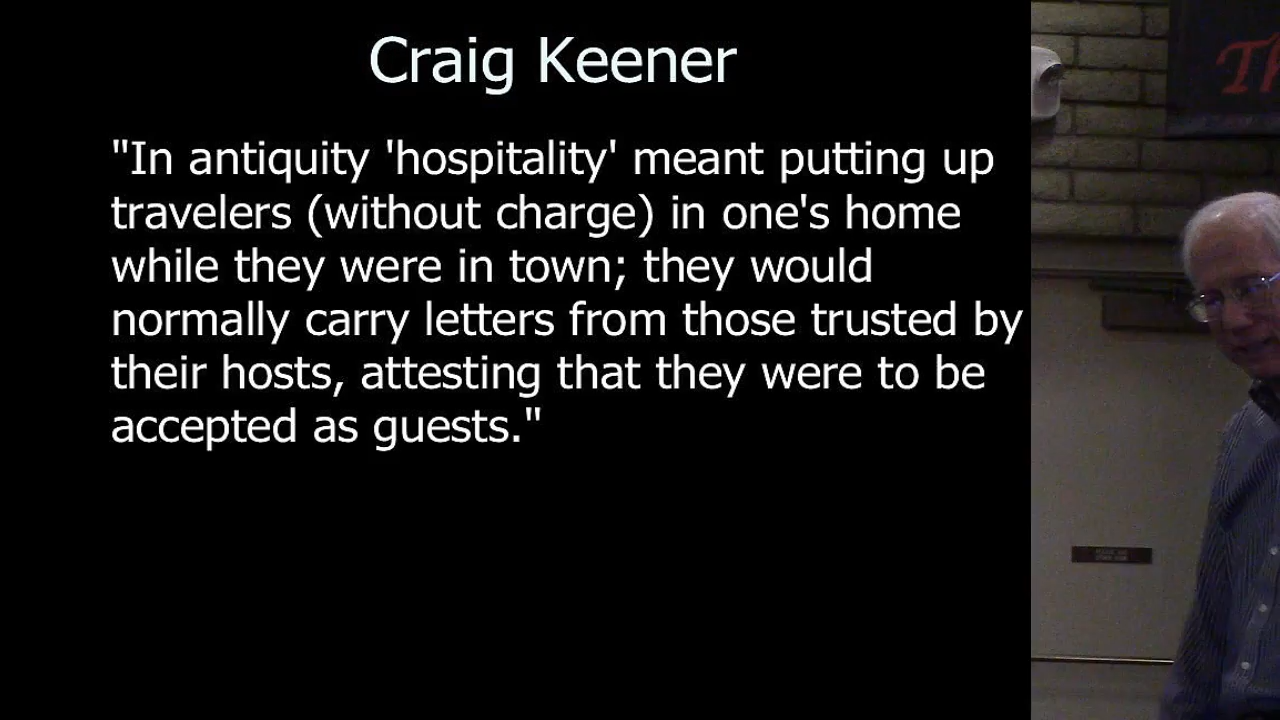 Craig Keener
"In antiquity 'hospitality' meant putting up
travelers (without charge) in one's home
while they were in town; they would
normally carry letters from those trusted by
their hosts, attesting that they were to be
accepted as guests."